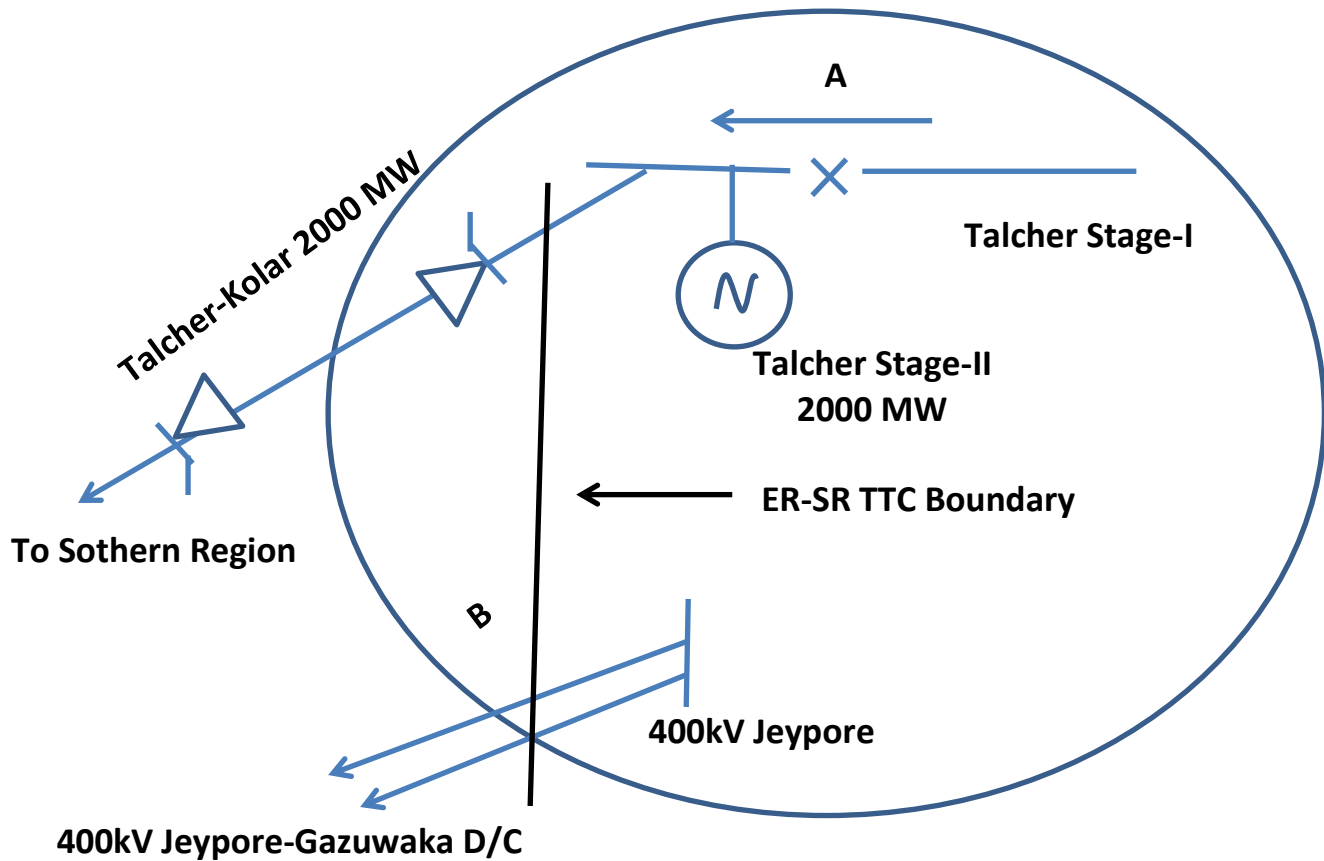 A
Talcher-Kolar 2000 MW
Talcher Stage-I
Talcher Stage-II
2000 MW
ER-SR TTC Boundary
To Sothern Region
B
400kV Jeypore
400kV Jeypore-Gazuwaka D/C